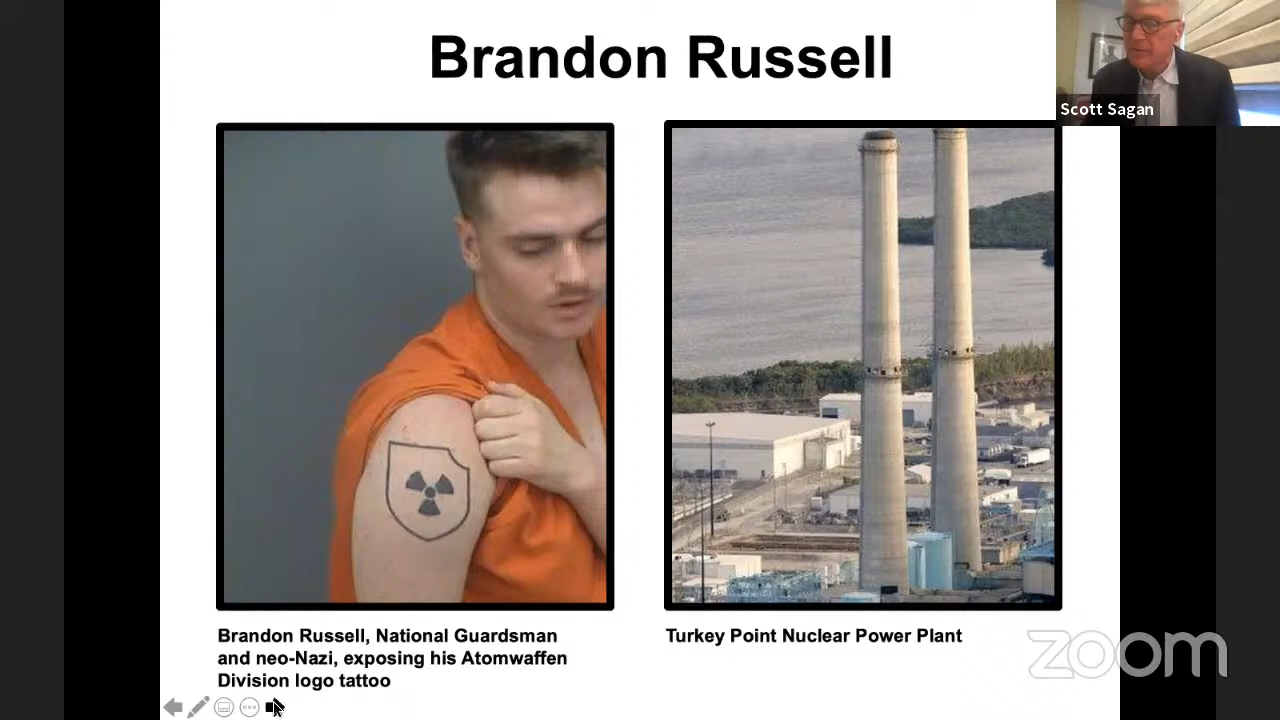 Brandon Russell
Scott Sagan
Brandon Russell, National Guardsman
and neo-Nazi, exposing his Atomwaffen
Division logo tattoo
Turkey Point Nuclear Power Plant
zoom